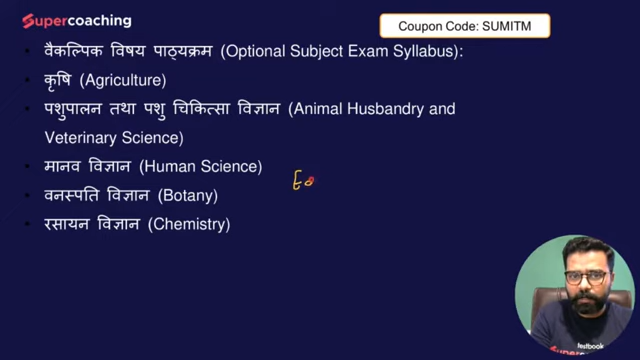 Supercoaching
Coupon Code: SUMITM
• वैकल्पिक विषय पाठ्यक्रम (Optional Subject Exam Syllabus):
• कृषि (Agriculture)
• पशुपालन तथा पशु चिकित्सा विज्ञान (Animal Husbandry and
Veterinary Science)
• मानव विज्ञान (Human Science)
• वनस्पति विज्ञान (Botany)
• रसायन विज्ञान (Chemistry)
testbook